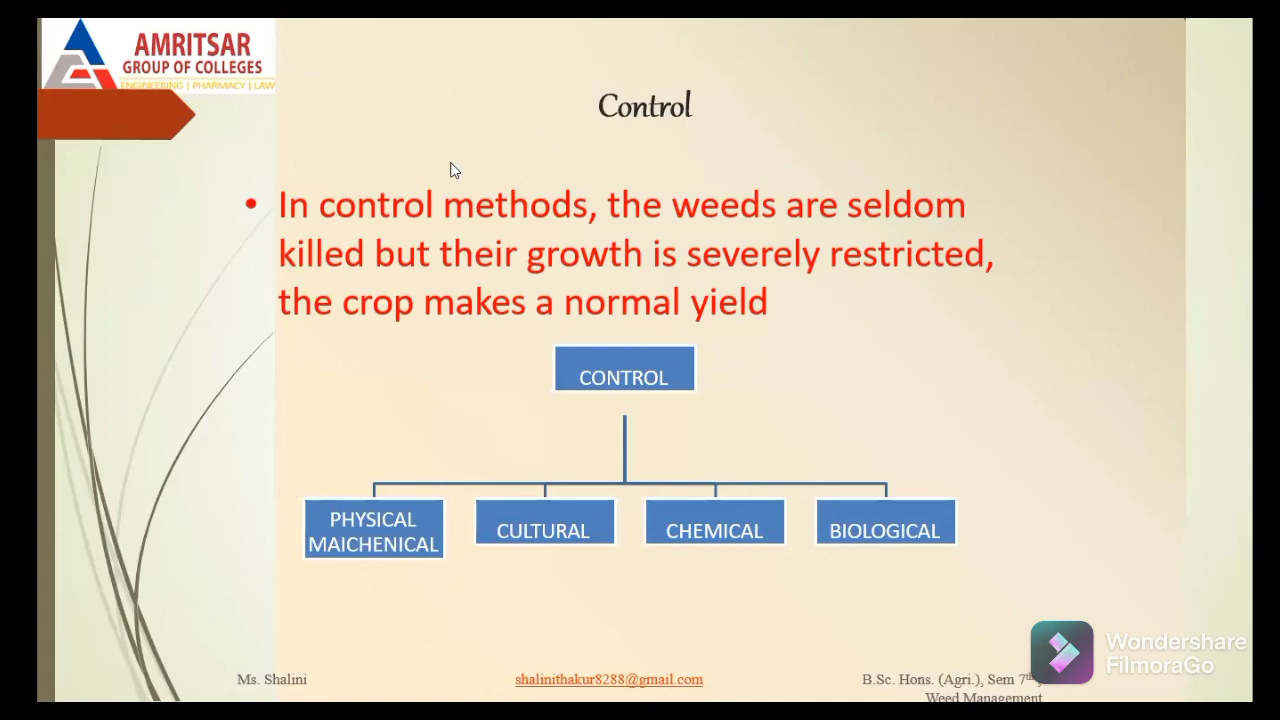 AMRITSAR
GROUP OF COLLEGES
ENGINEERING | PHARMACY | LAW
Control
• In control methods, the weeds are seldom
killed but their growth is severely restricted,
the crop makes a normal yield
CONTROL
PHYSICAL
MAICHENICAL
CULTURAL
CHEMICAL
BIOLOGICAL
Wondershare
FilmoraGo
Ms. Shalini
shalinithakur8288@gmail.com
B.Sc. Hons. (Agri.), Sem 7th
Weed Management